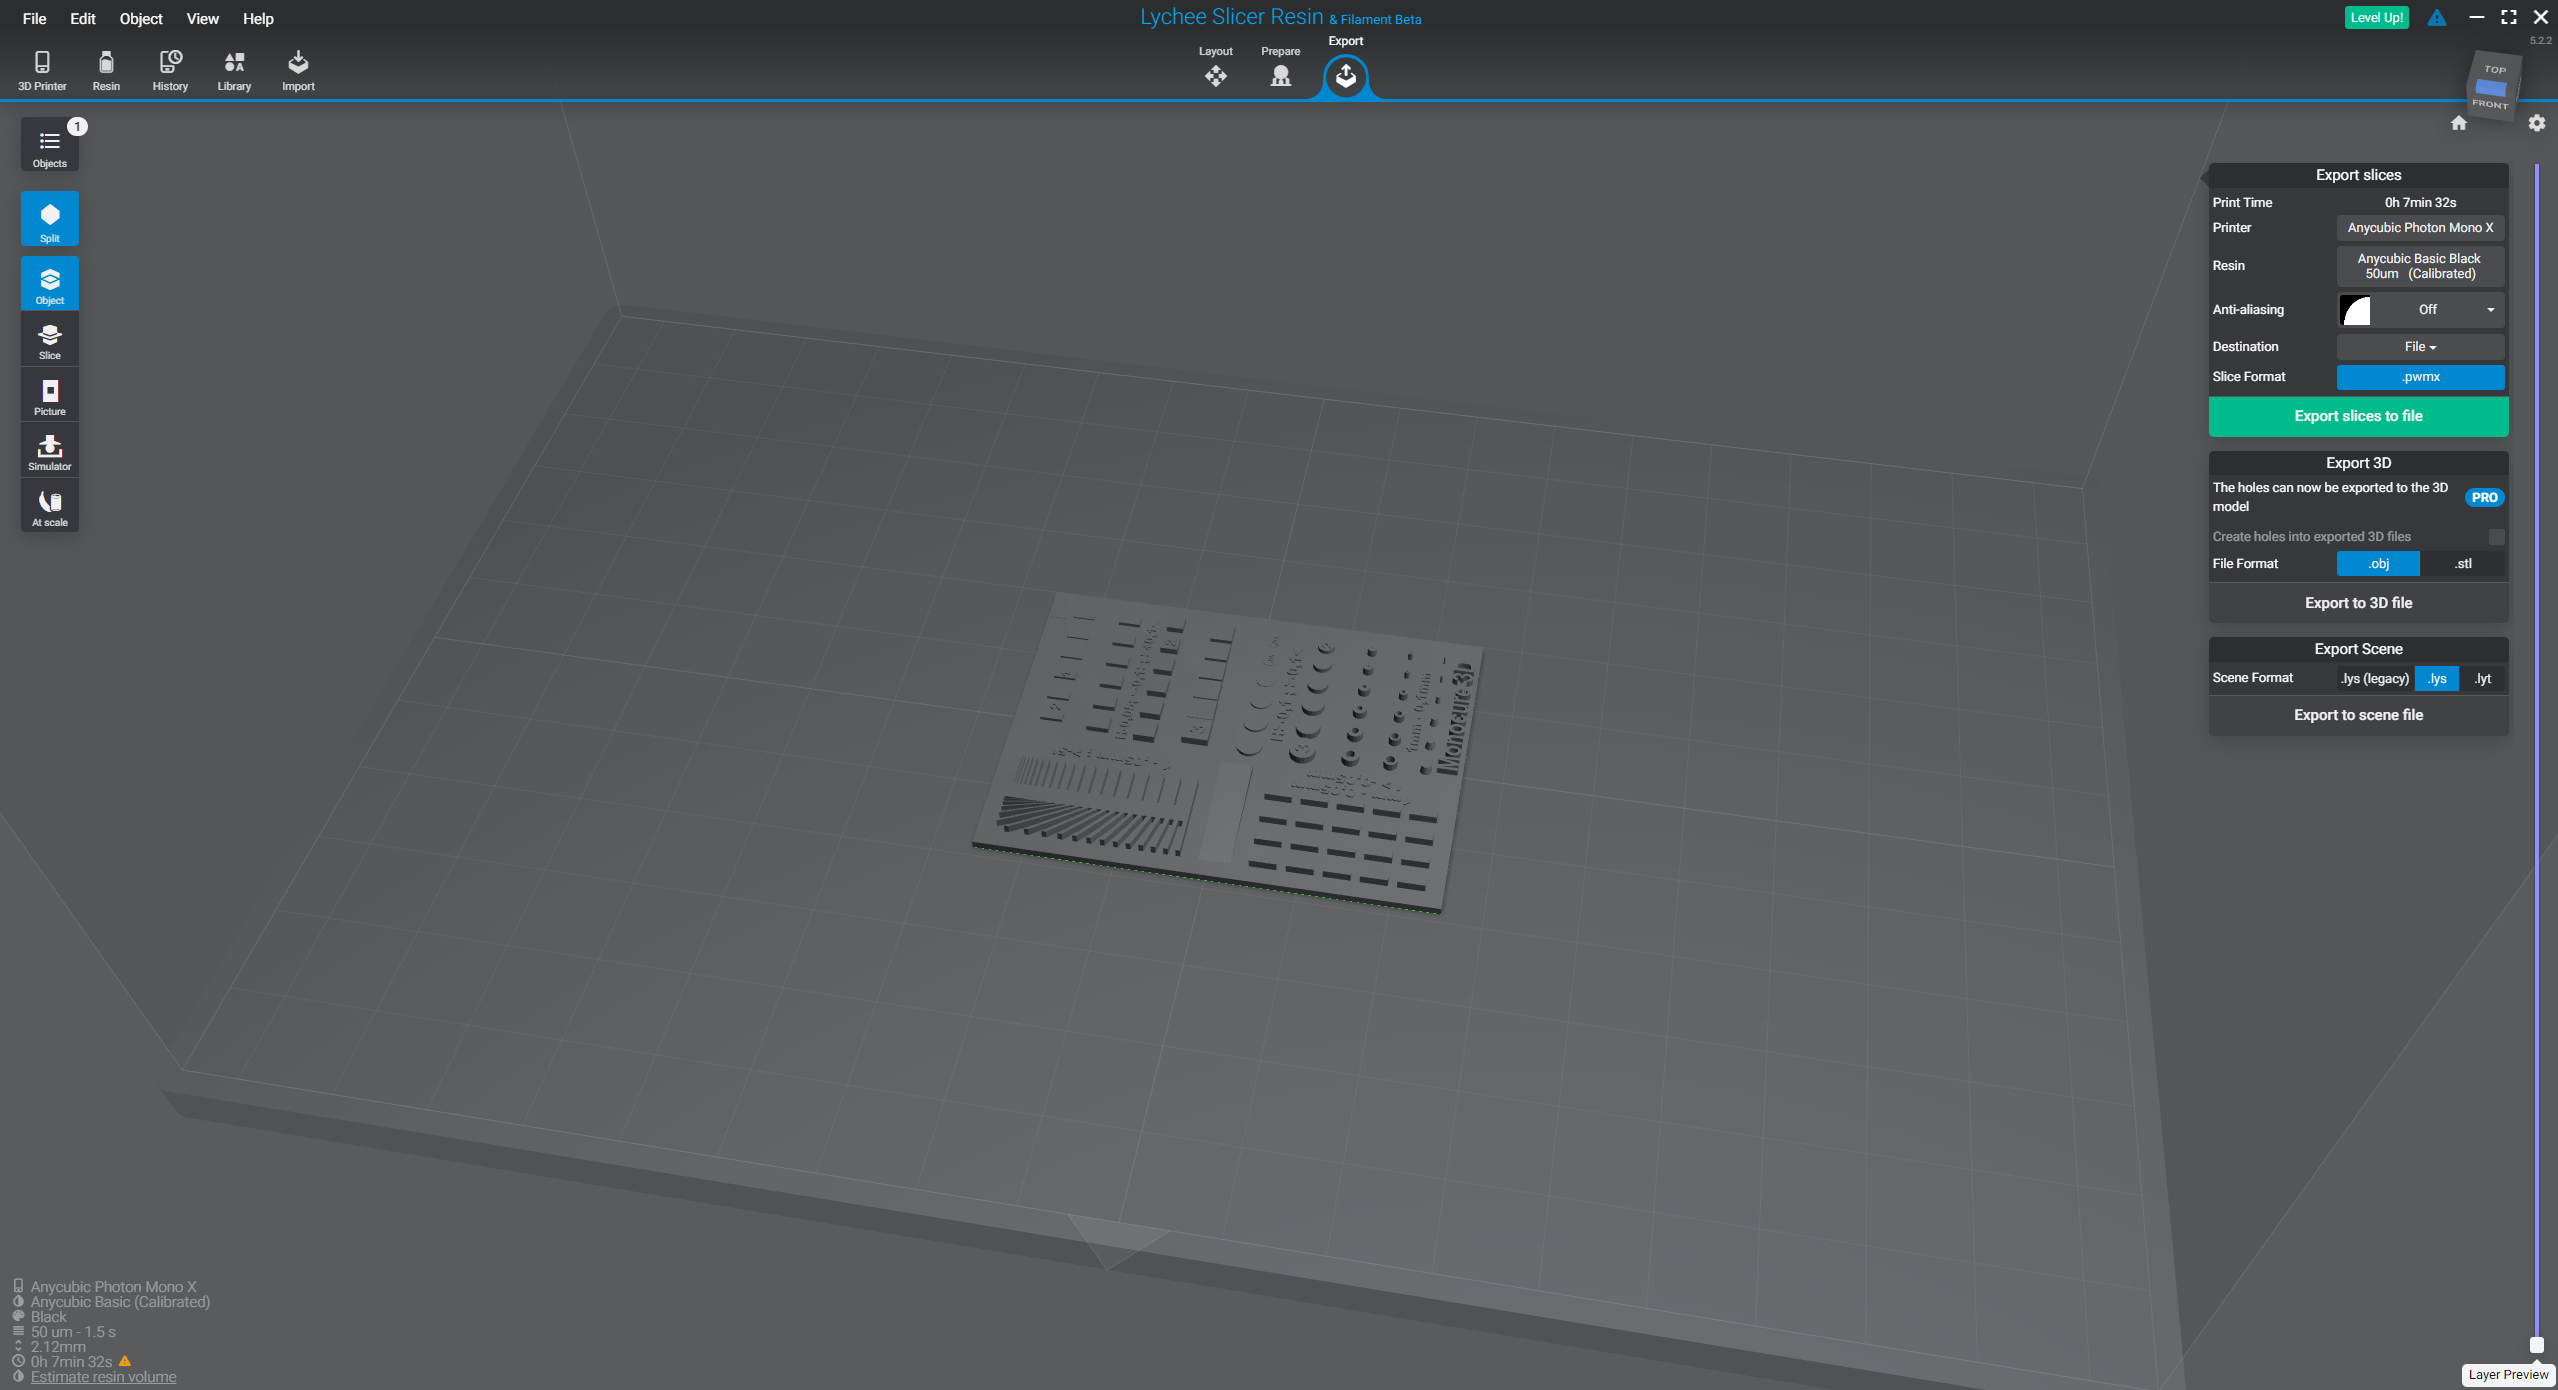 File Edit Object View Help
Lychee Slicer Resin & Filament Beta
Level Up!
5.2.2
3D Printer Resin History Library Import
Layout Prepare Export
TOP
FRONT
1
Objects
Split
Object
Slice
Picture
Simulator
At scale
Export slices
Print Time 0h 7min 32s
Printer Anycubic Photon Mono X
Resin Anycubic Basic Black
50um (Calibrated)
Anti-aliasing Off
Destination File
Slice Format .pwmx
Export slices to file
Export 3D
The holes can now be exported to the 3D
model PRO
Create holes into exported 3D files
File Format .obj .stl
Export to 3D file
Export Scene
Scene Format .lys (legacy) .lys .lyt
Export to scene file
Monocure3D
Anycubic Photon Mono X
Anycubic Basic (Calibrated)
Black
50 um - 1.5 s
2.12mm
0h 7min 32s
Estimate resin volume
Layer Preview